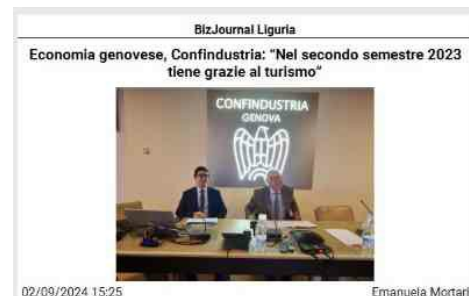 BizJournal Liguria
Economia genovese, Confindustria: “Nel secondo semestre 2023
tiene grazie al turismo”
CONFINDUSTRIA
GENOVA
02/09/2024 15:25
Emanuela Mortari